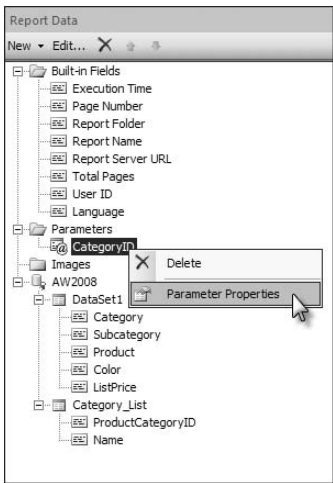 Report Data
New Edit...
Built-in Fields
Execution Time
Page Number
Report Folder
Report Name
Report Server URL
Total Pages
User ID
Language
Parameters
CategoryID
Delete
Images
Parameter Properties
AW2008
DataSet1
Category
Subcategory
Product
Color
ListPrice
Category_List
ProductCategoryID
Name